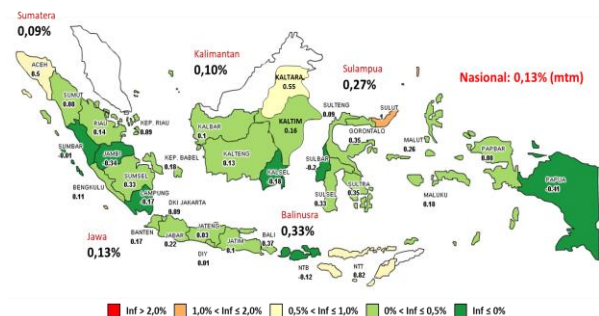 Sumatera
0,09%
Kalimantan
0,10%
Sulampua
0,27%
Nasional: 0,13% (mtm)
ACEH
0.5
SUMUT
0.08
RIAU
0.14
KEP. RIAU
0.09
SUMBAR
-0.01
JAMBI
KEP. BABEL
0.18
SUMSEL
0.33
BENGKULU
0.11
LAMPUNG
0.17
DKI JAKARTA
0.09
BANTEN
0.17
JABAR
0.22
JATENG
0.03
DIY
0.01
JATIM
0.1
BALI
0.37
Jawa
0,13%
Balinusra
0,33%
NTB
-0.12
NTT
0.82
KALTARA
0.55
KALTIM
0.16
KALBAR
0.1
KALTENG
0.13
KALSEL
0.18
SULTENG
0.09
SULUT
GORONTALO
0.35
SULBAR
-0.2
SULSEL
0.33
SULTRA
0.35
MALUT
0.26
MALUKU
0.18
PAPBAR
0.08
PAPUA
0.41
Inf > 2,0%
1,0% < Inf ≤ 2,0%
0,5% < Inf ≤ 1,0%
0% < Inf ≤ 0,5%
Inf ≤ 0%